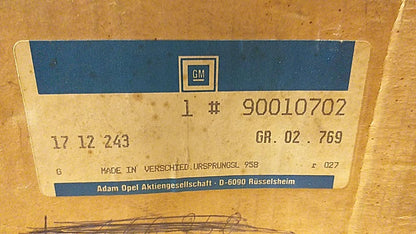 GM
1 # 90010702
17 12 243 GR. 02 . 769
G MADE IN VERSCHIED.URSPRUNGSL 958 r 027
Adam Opel Aktiengesellschaft · D-6090 Rüsselsheim